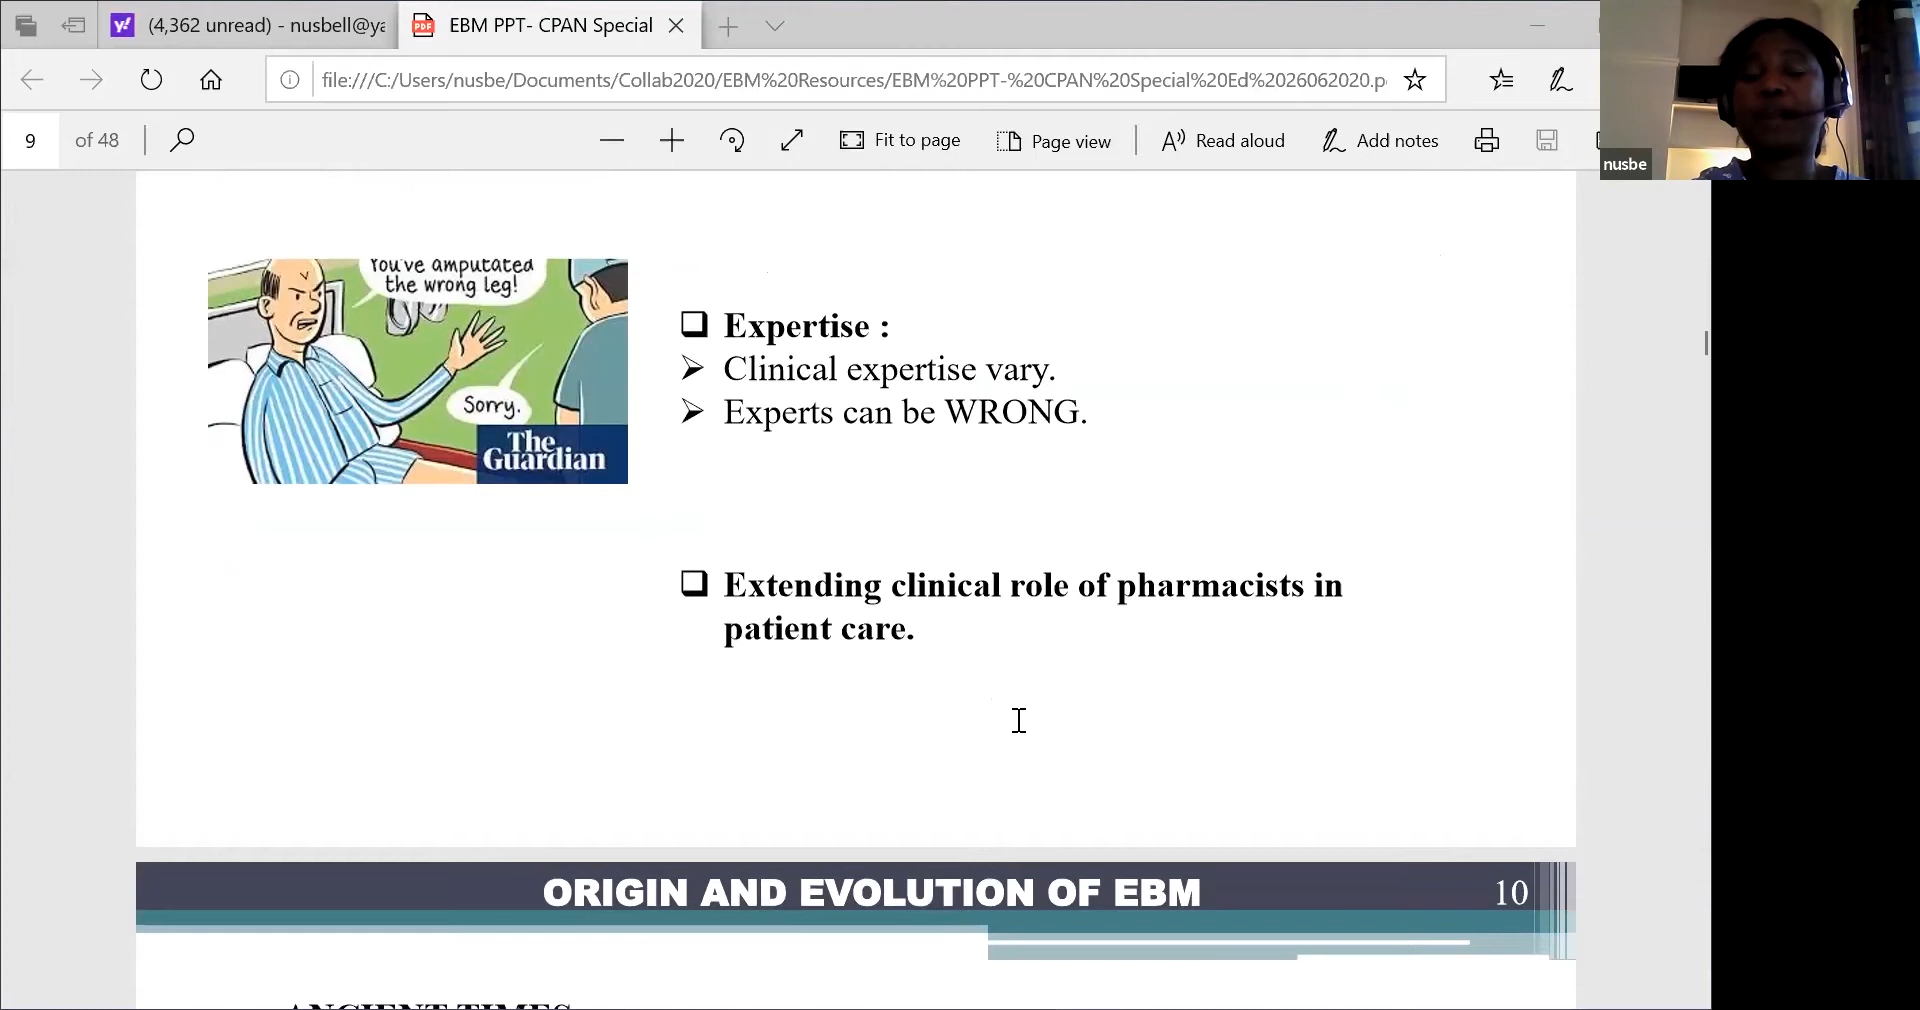 (4,362 unread) - nusbell@ya
EBM PPT- CPAN Special
file:///C:/Users/nusbe/Documents/Collab2020/EBM%20Resources/EBM%20PPT-%20CPAN%20Special%20Ed%2026062020.p
9 of 48
Fit to page
Page view
Read aloud
Add notes
nusbe
You've amputated
the wrong leg!
Sorry.
The
Guardian
Expertise :
Clinical expertise vary.
Experts can be WRONG.
Extending clinical role of pharmacists in
patient care.
ORIGIN AND EVOLUTION OF EBM 10
ANCIENT TIMES